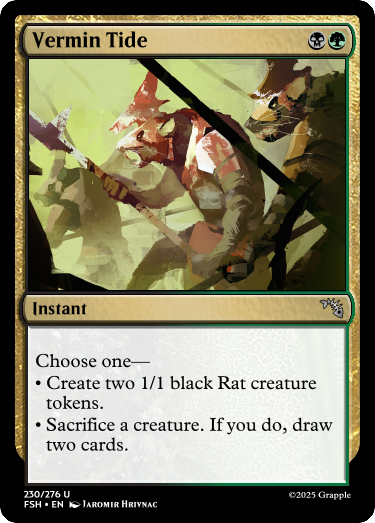 Vermin Tide
Instant
Choose one—
• Create two 1/1 black Rat creature
tokens.
• Sacrifice a creature. If you do, draw
two cards.
230/276 U
FSH • EN Jaromir Hrivnac
©2025 Grapple